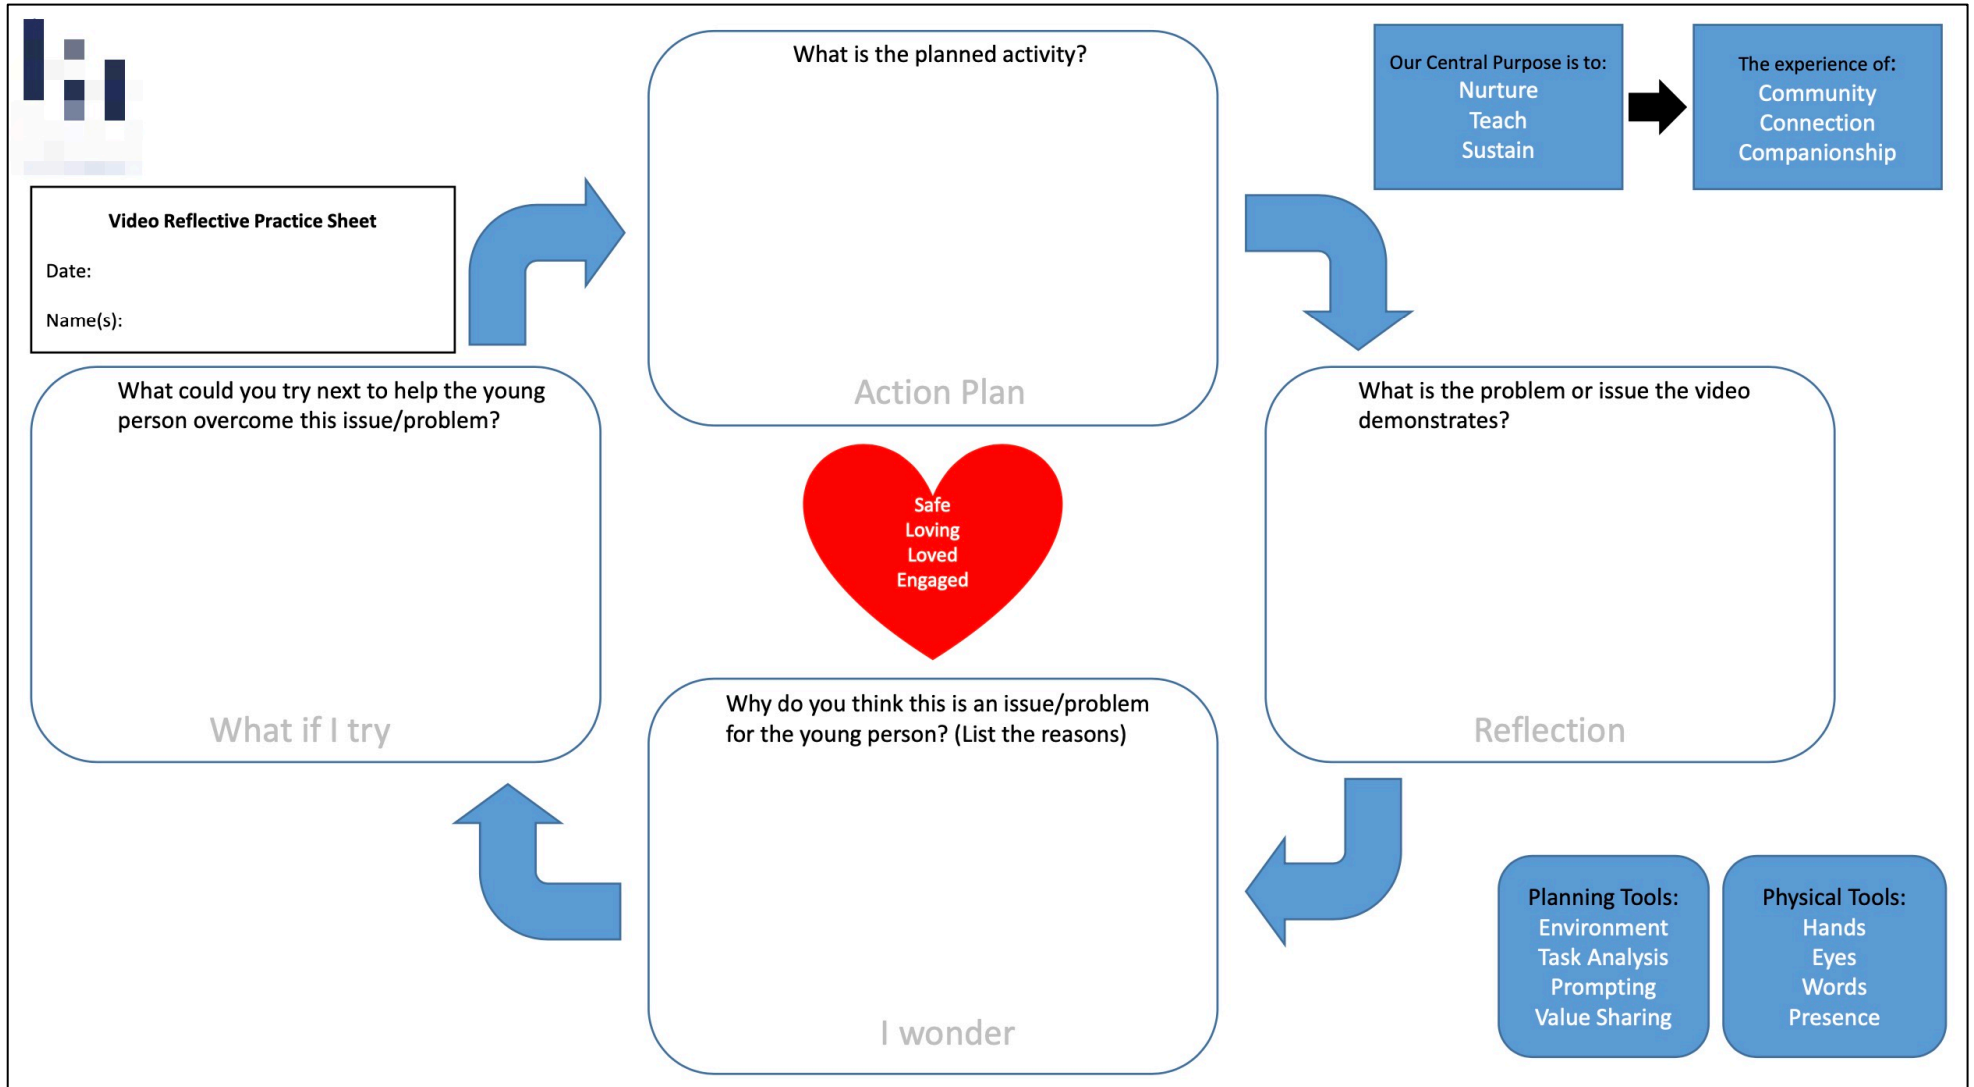 What is the planned activity?
Action Plan
Our Central Purpose is to:
Nurture
Teach
Sustain
The experience of:
Community
Connection
Companionship
Video Reflective Practice Sheet
Date:
Name(s):
What could you try next to help the young
person overcome this issue/problem?
What if I try
Safe
Loving
Loved
Engaged
What is the problem or issue the video
demonstrates?
Reflection
Why do you think this is an issue/problem
for the young person? (List the reasons)
I wonder
Planning Tools:
Environment
Task Analysis
Prompting
Value Sharing
Physical Tools:
Hands
Eyes
Words
Presence